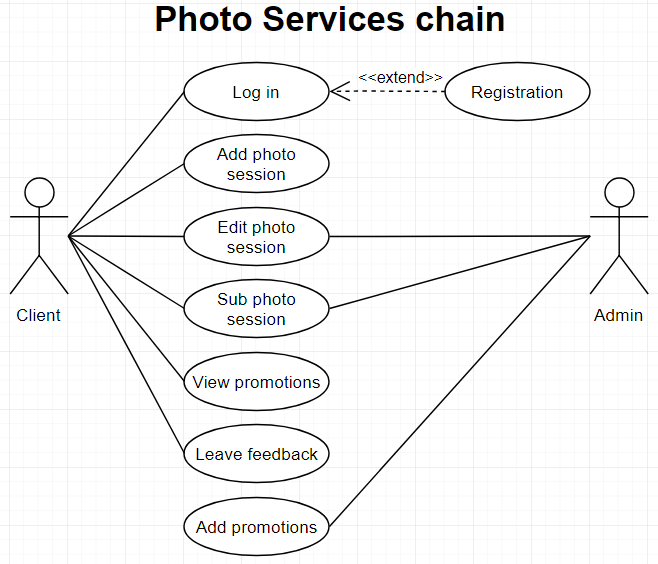 Photo Services chain
<<extend>>
Log in
Registration
Add photo
session
Edit photo
session
Sub photo
session
Client
Admin
View promotions
Leave feedback
Add promotions